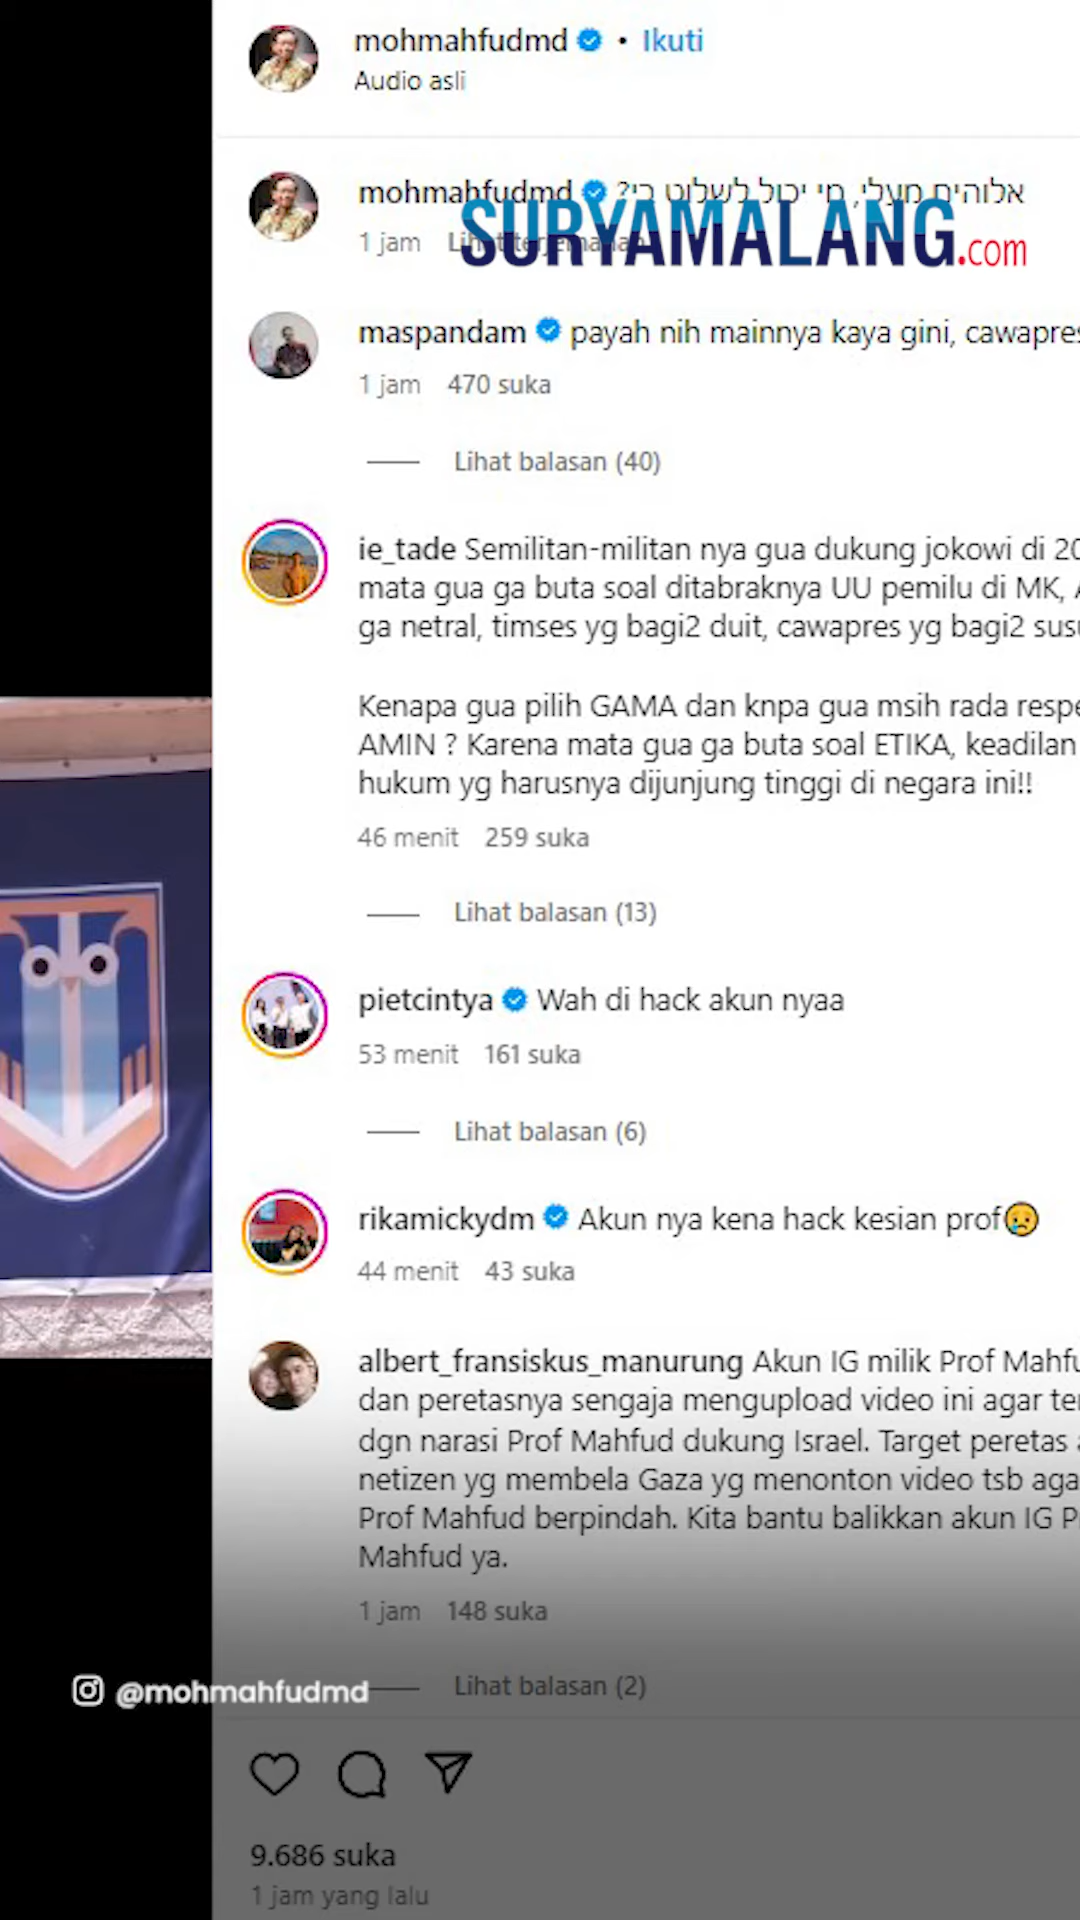 mohmahfudmd • Ikuti
Audio asli
mohmahfudmd אלוהים מעלי, מי יכול לשלוט בי?
1 jam Lihat terjemahan
SURYAMALANG.com
maspandam payah nih mainnya kaya gini, cawapres
1 jam 470 suka
Lihat balasan (40)
ie_tade Semilitan-militan nya gua dukung jokowi di 20
mata gua ga buta soal ditabraknya UU pemilu di MK,
ga netral, timses yg bagi2 duit, cawapres yg bagi2 susu
Kenapa gua pilih GAMA dan knpa gua msih rada respe
AMIN ? Karena mata gua ga buta soal ETIKA, keadilan
hukum yg harusnya dijunjung tinggi di negara ini!!
46 menit 259 suka
Lihat balasan (13)
pietcintya Wah di hack akun nyaa
53 menit 161 suka
Lihat balasan (6)
rikamickydm Akun nya kena hack kesian prof😥
44 menit 43 suka
albert_fransiskus_manurung Akun IG milik Prof Mahfu
dan peretasnya sengaja mengupload video ini agar ter
dgn narasi Prof Mahfud dukung Israel. Target peretas a
netizen yg membela Gaza yg menonton video tsb aga
Prof Mahfud berpindah. Kita bantu balikkan akun IG P
Mahfud ya.
1 jam 148 suka
Lihat balasan (2)
@mohmahfudmd
9.686 suka
1 jam yang lalu